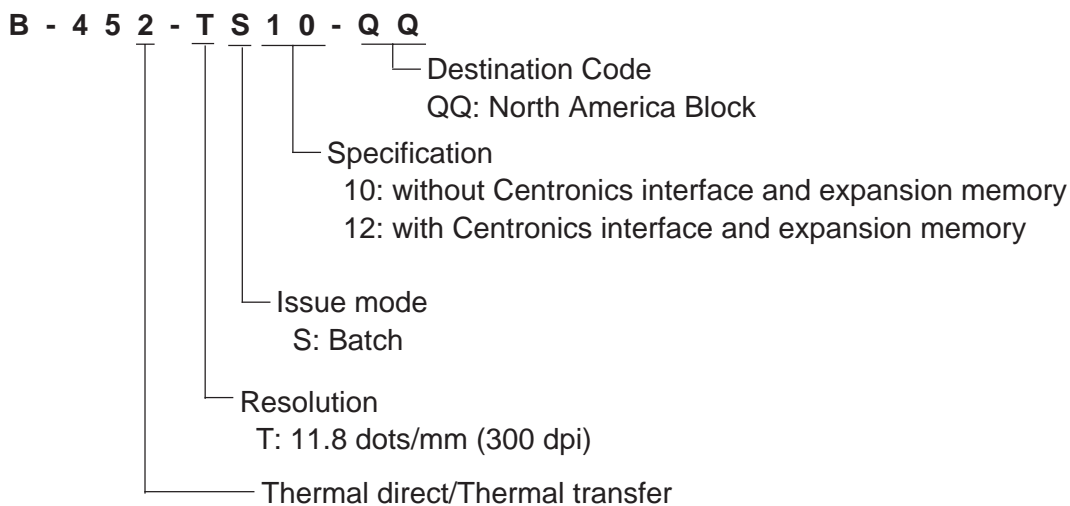 B - 4 5 2 - T S 1 0 - Q Q
Destination Code
QQ: North America Block
Specification
10: without Centronics interface and expansion memory
12: with Centronics interface and expansion memory
Issue mode
S: Batch
Resolution
T: 11.8 dots/mm (300 dpi)
Thermal direct/Thermal transfer